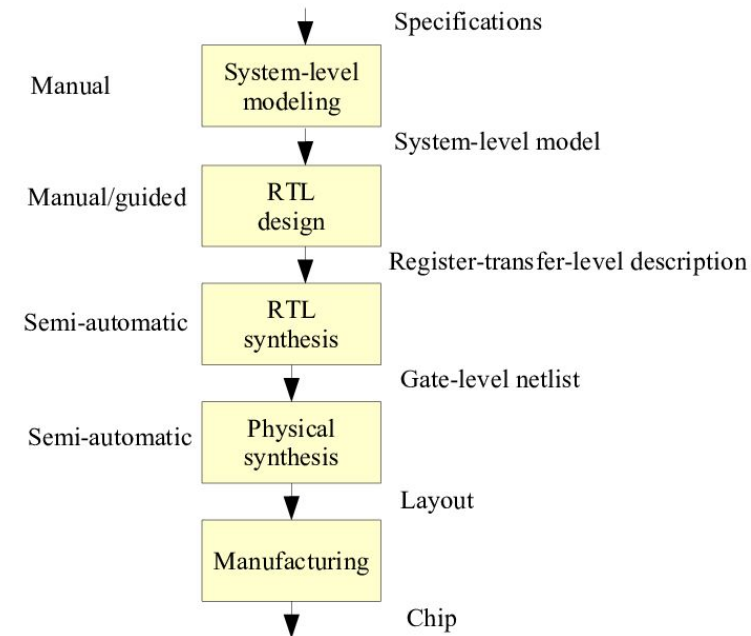 Specifications
Manual
System-level
modeling
System-level model
Manual/guided
RTL
design
Register-transfer-level description
Semi-automatic
RTL
synthesis
Gate-level netlist
Semi-automatic
Physical
synthesis
Layout
Manufacturing
Chip